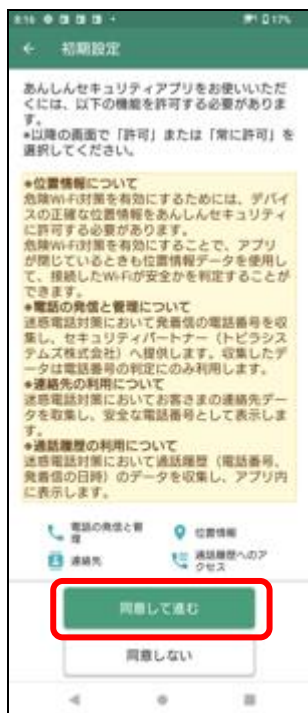 8:16
17%
初期設定
あんしんセキュリティアプリをお使いいただ
くには、以下の機能を許可する必要がありま
す。
※以降の画面で「許可」または「常に許可」を
選択してください。
●位置情報について
危険Wi-Fi対策を有効にするためには、デバイ
スの正確な位置情報をあんしんセキュリティ
に許可する必要があります。
危険Wi-Fi対策を有効にすることで、アプリ
が閉じているときも位置情報データを使用し
て、接続したWi-Fiが安全かを判定することが
できます。
●電話の発信と管理について
迷惑電話対策において発着信の電話番号を収
集し、セキュリティパートナー（トビラシス
テムズ株式会社）へ提供します。収集したデ
ータは電話番号の判定にのみ利用します。
●連絡先の利用について
迷惑電話対策においてお客さまの連絡先デー
タを取集し、安全な電話番号として表示しま
す。
●通話履歴の利用について
迷惑電話対策において通話履歴（電話番号、
発着信の日時）のデータを収集し、アプリ内
に表示します。
電話の発信と管
理
位置情報
連絡先
通話履歴へのア
クセス
同意して進む
同意しない